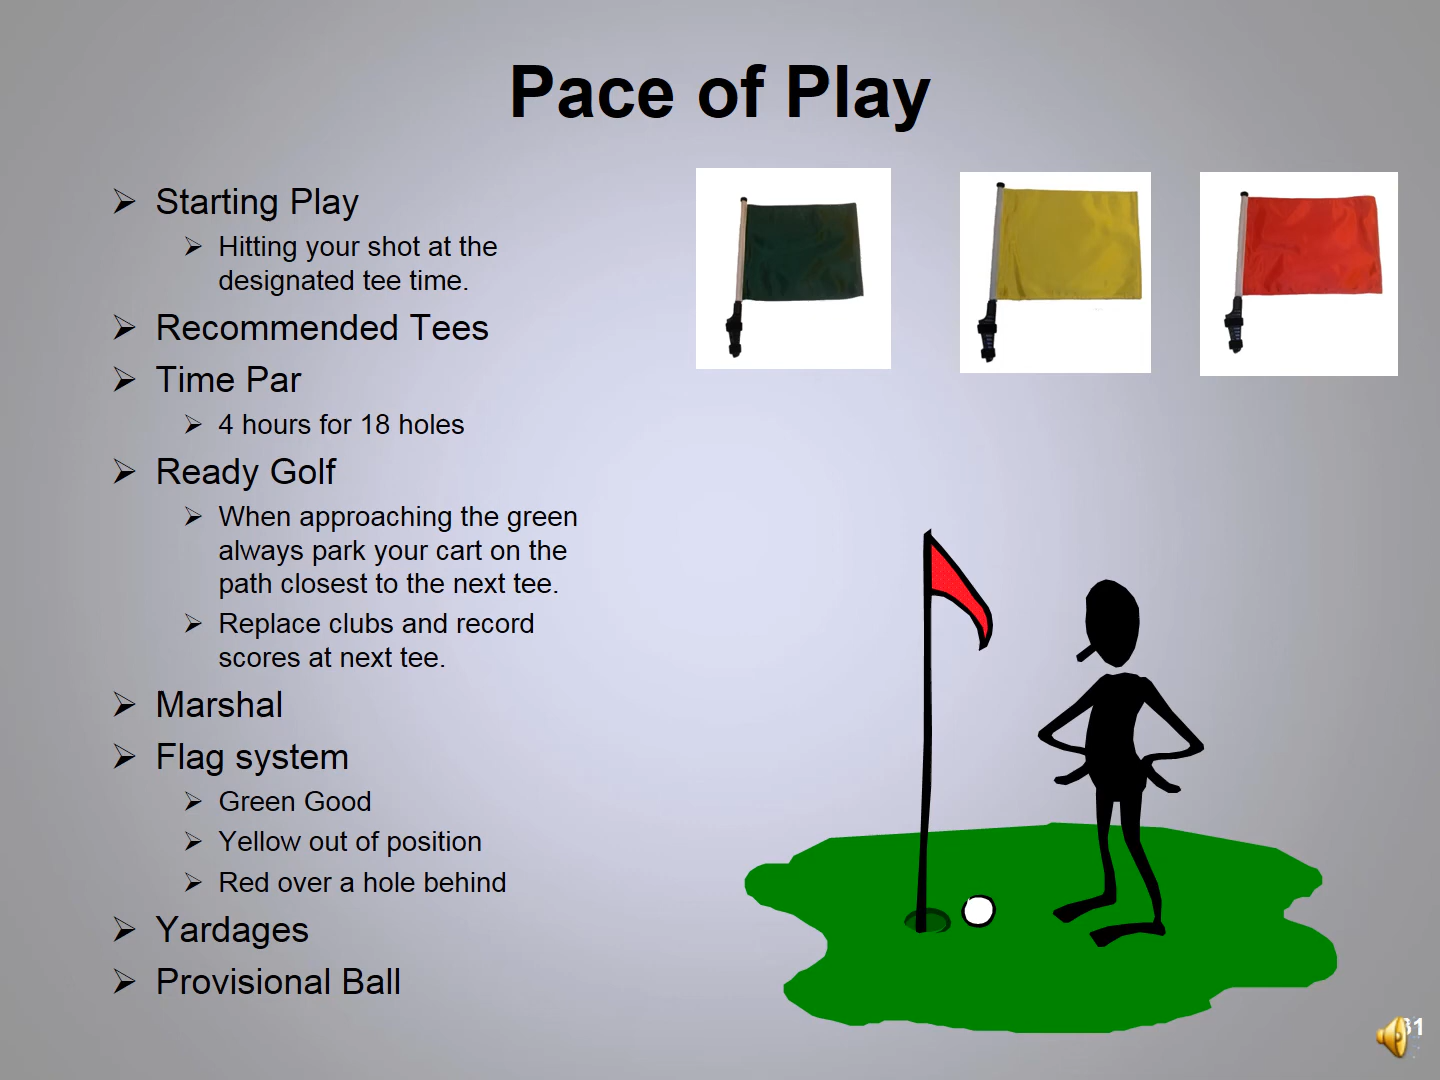 Pace of Play
Starting Play
Hitting your shot at the
designated tee time.
Recommended Tees
Time Par
4 hours for 18 holes
Ready Golf
When approaching the green
always park your cart on the
path closest to the next tee.
Replace clubs and record
scores at next tee.
Marshal
Flag system
Green Good
Yellow out of position
Red over a hole behind
Yardages
Provisional Ball